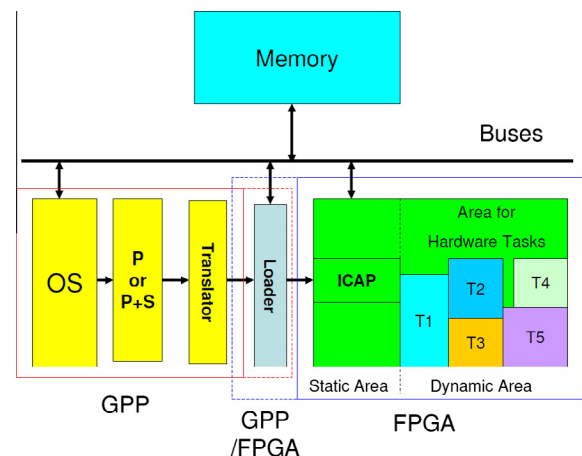 Memory
Buses
OS
P
or
P+S
Translator
Loader
ICAP
Area for
Hardware Tasks
T1
T2
T3
T4
T5
Static Area
Dynamic Area
GPP
GPP
/FPGA
FPGA